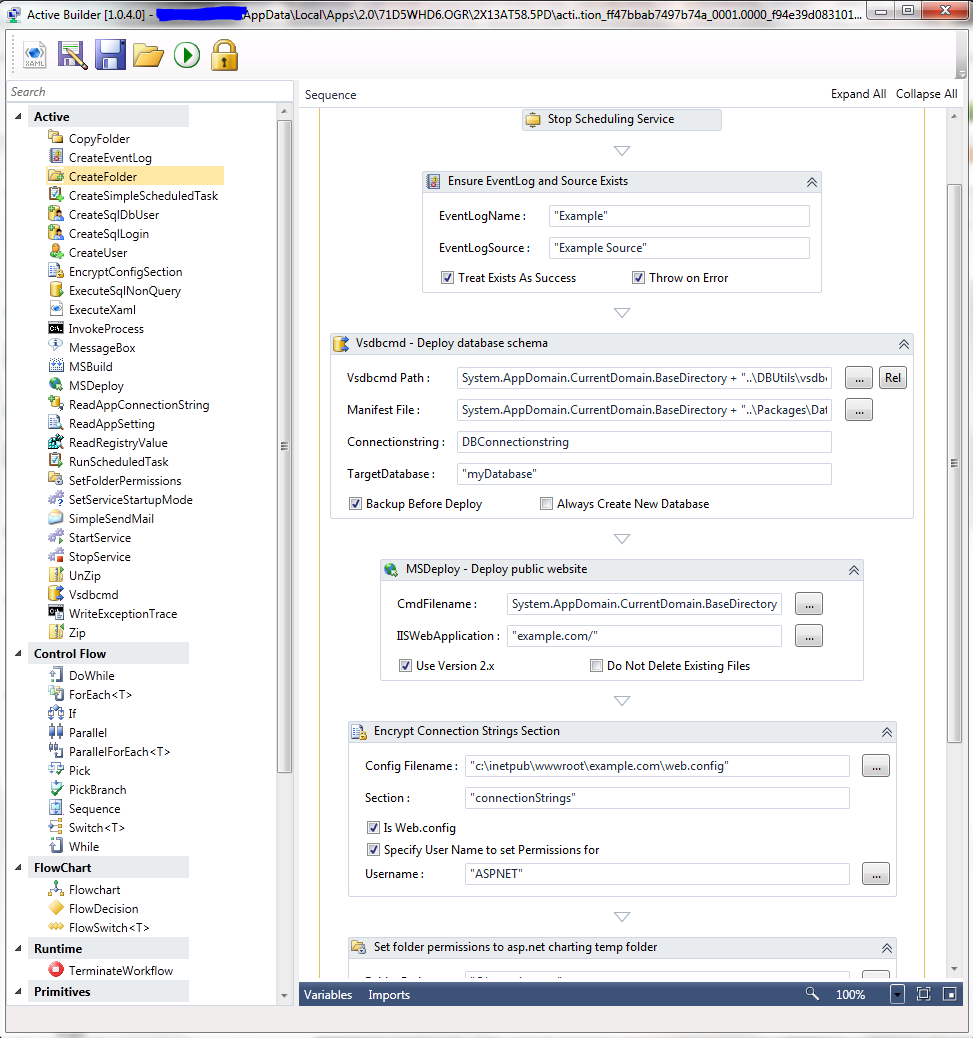 Active Builder [1.0.4.0] - \AppData\Local\Apps\2.0\71D5WHD6.OGR\2X13AT58.5PD\acti..tion_ff47bbab7497b74a_0001.0000_f94e39d083101...
XAML
Search
Sequence
Expand All Collapse All
Active
CopyFolder
CreateEventLog
CreateFolder
CreateSimpleScheduledTask
CreateSqlDbUser
CreateSqlLogin
CreateUser
EncryptConfigSection
ExecuteSqlNonQuery
ExecuteXaml
InvokeProcess
MessageBox
MSBuild
MSDeploy
ReadAppConnectionString
ReadAppSetting
ReadRegistryValue
RunScheduledTask
SetFolderPermissions
SetServiceStartupMode
SimpleSendMail
StartService
StopService
UnZip
Vsdbcmd
WriteExceptionTrace
Zip
Control Flow
DoWhile
ForEach<T>
If
Parallel
ParallelForEach<T>
Pick
PickBranch
Sequence
Switch<T>
While
FlowChart
Flowchart
FlowDecision
FlowSwitch<T>
Runtime
TerminateWorkflow
Primitives
Stop Scheduling Service
Ensure EventLog and Source Exists
EventLogName : "Example"
EventLogSource : "Example Source"
Treat Exists As Success Throw on Error
Vsdbcmd - Deploy database schema
Vsdbcmd Path : System.AppDomain.CurrentDomain.BaseDirectory + "..\DBUtils\vsdbc ... Rel
Manifest File : System.AppDomain.CurrentDomain.BaseDirectory + "..\Packages\Dat ...
Connectionstring : DBConnectionstring
TargetDatabase : "myDatabase"
Backup Before Deploy Always Create New Database
MSDeploy - Deploy public website
CmdFilename : System.AppDomain.CurrentDomain.BaseDirectory ...
IISWebApplication : "example.com/" ...
Use Version 2.x Do Not Delete Existing Files
Encrypt Connection Strings Section
Config Filename : "c:\inetpub\wwwroot\example.com\web.config" ...
Section : "connectionStrings"
Is Web.config
Specify User Name to set Permissions for
Username : "ASPNET" ...
Set folder permissions to asp.net charting temp folder
Variables Imports 100%